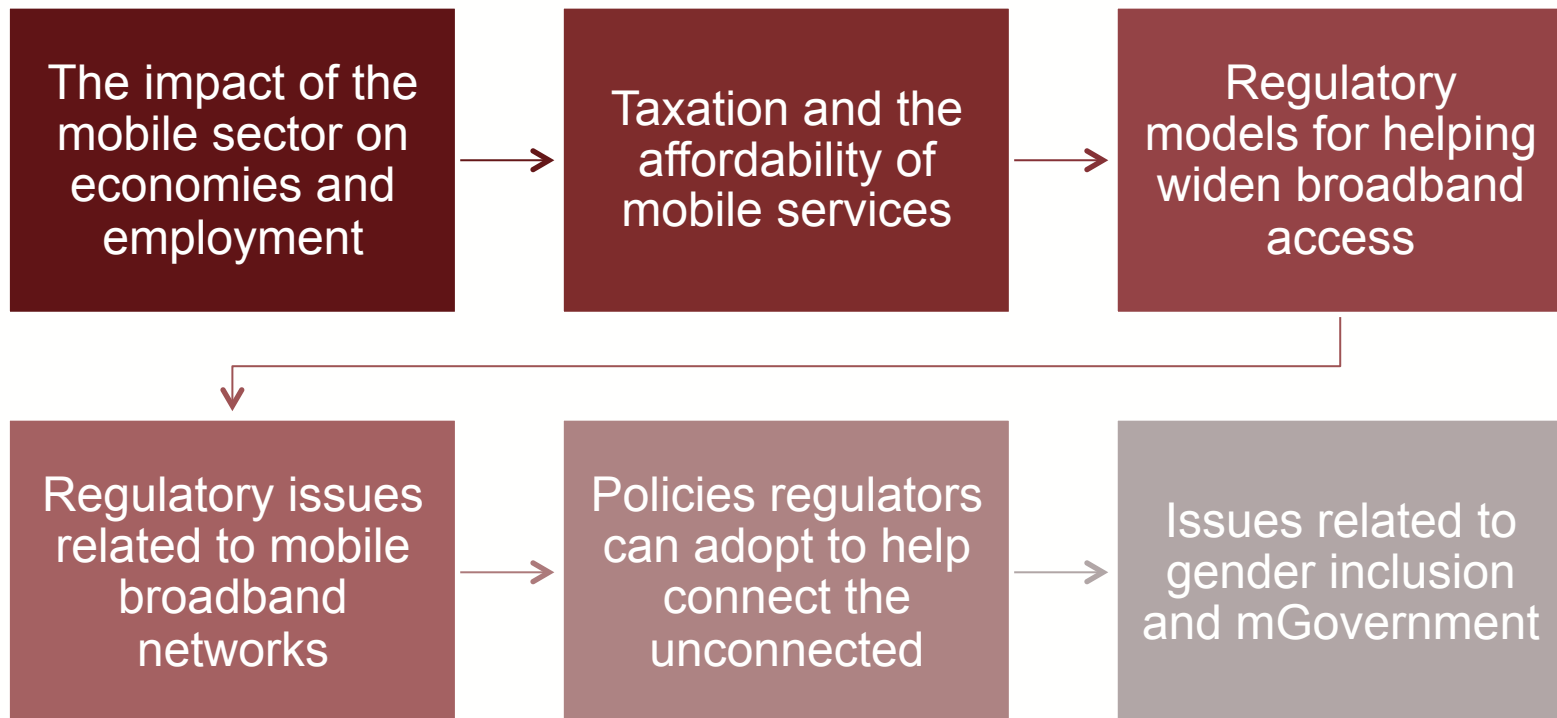 The impact of the
mobile sector on
economies and
employment
Taxation and the
affordability of
mobile services
Regulatory
models for helping
widen broadband
access
Regulatory issues
related to mobile
broadband
networks
Policies regulators
can adopt to help
connect the
unconnected
Issues related to
gender inclusion
and mGovernment